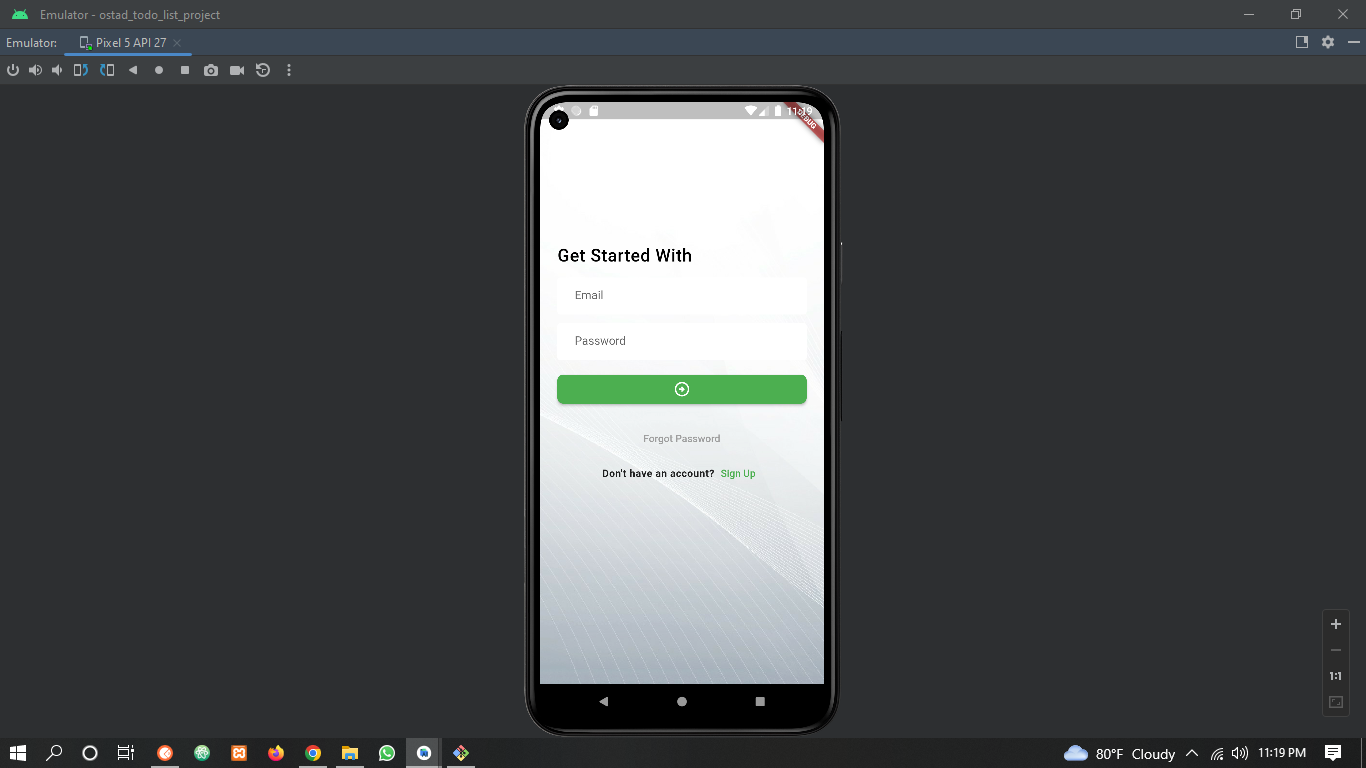 Emulator - ostad_todo_list_project
Emulator: Pixel 5 API 27
11:19
DEBUG
Get Started With
Email
Password
Forgot Password
Don't have an account? Sign Up
1:1
80°F Cloudy
11:19 PM